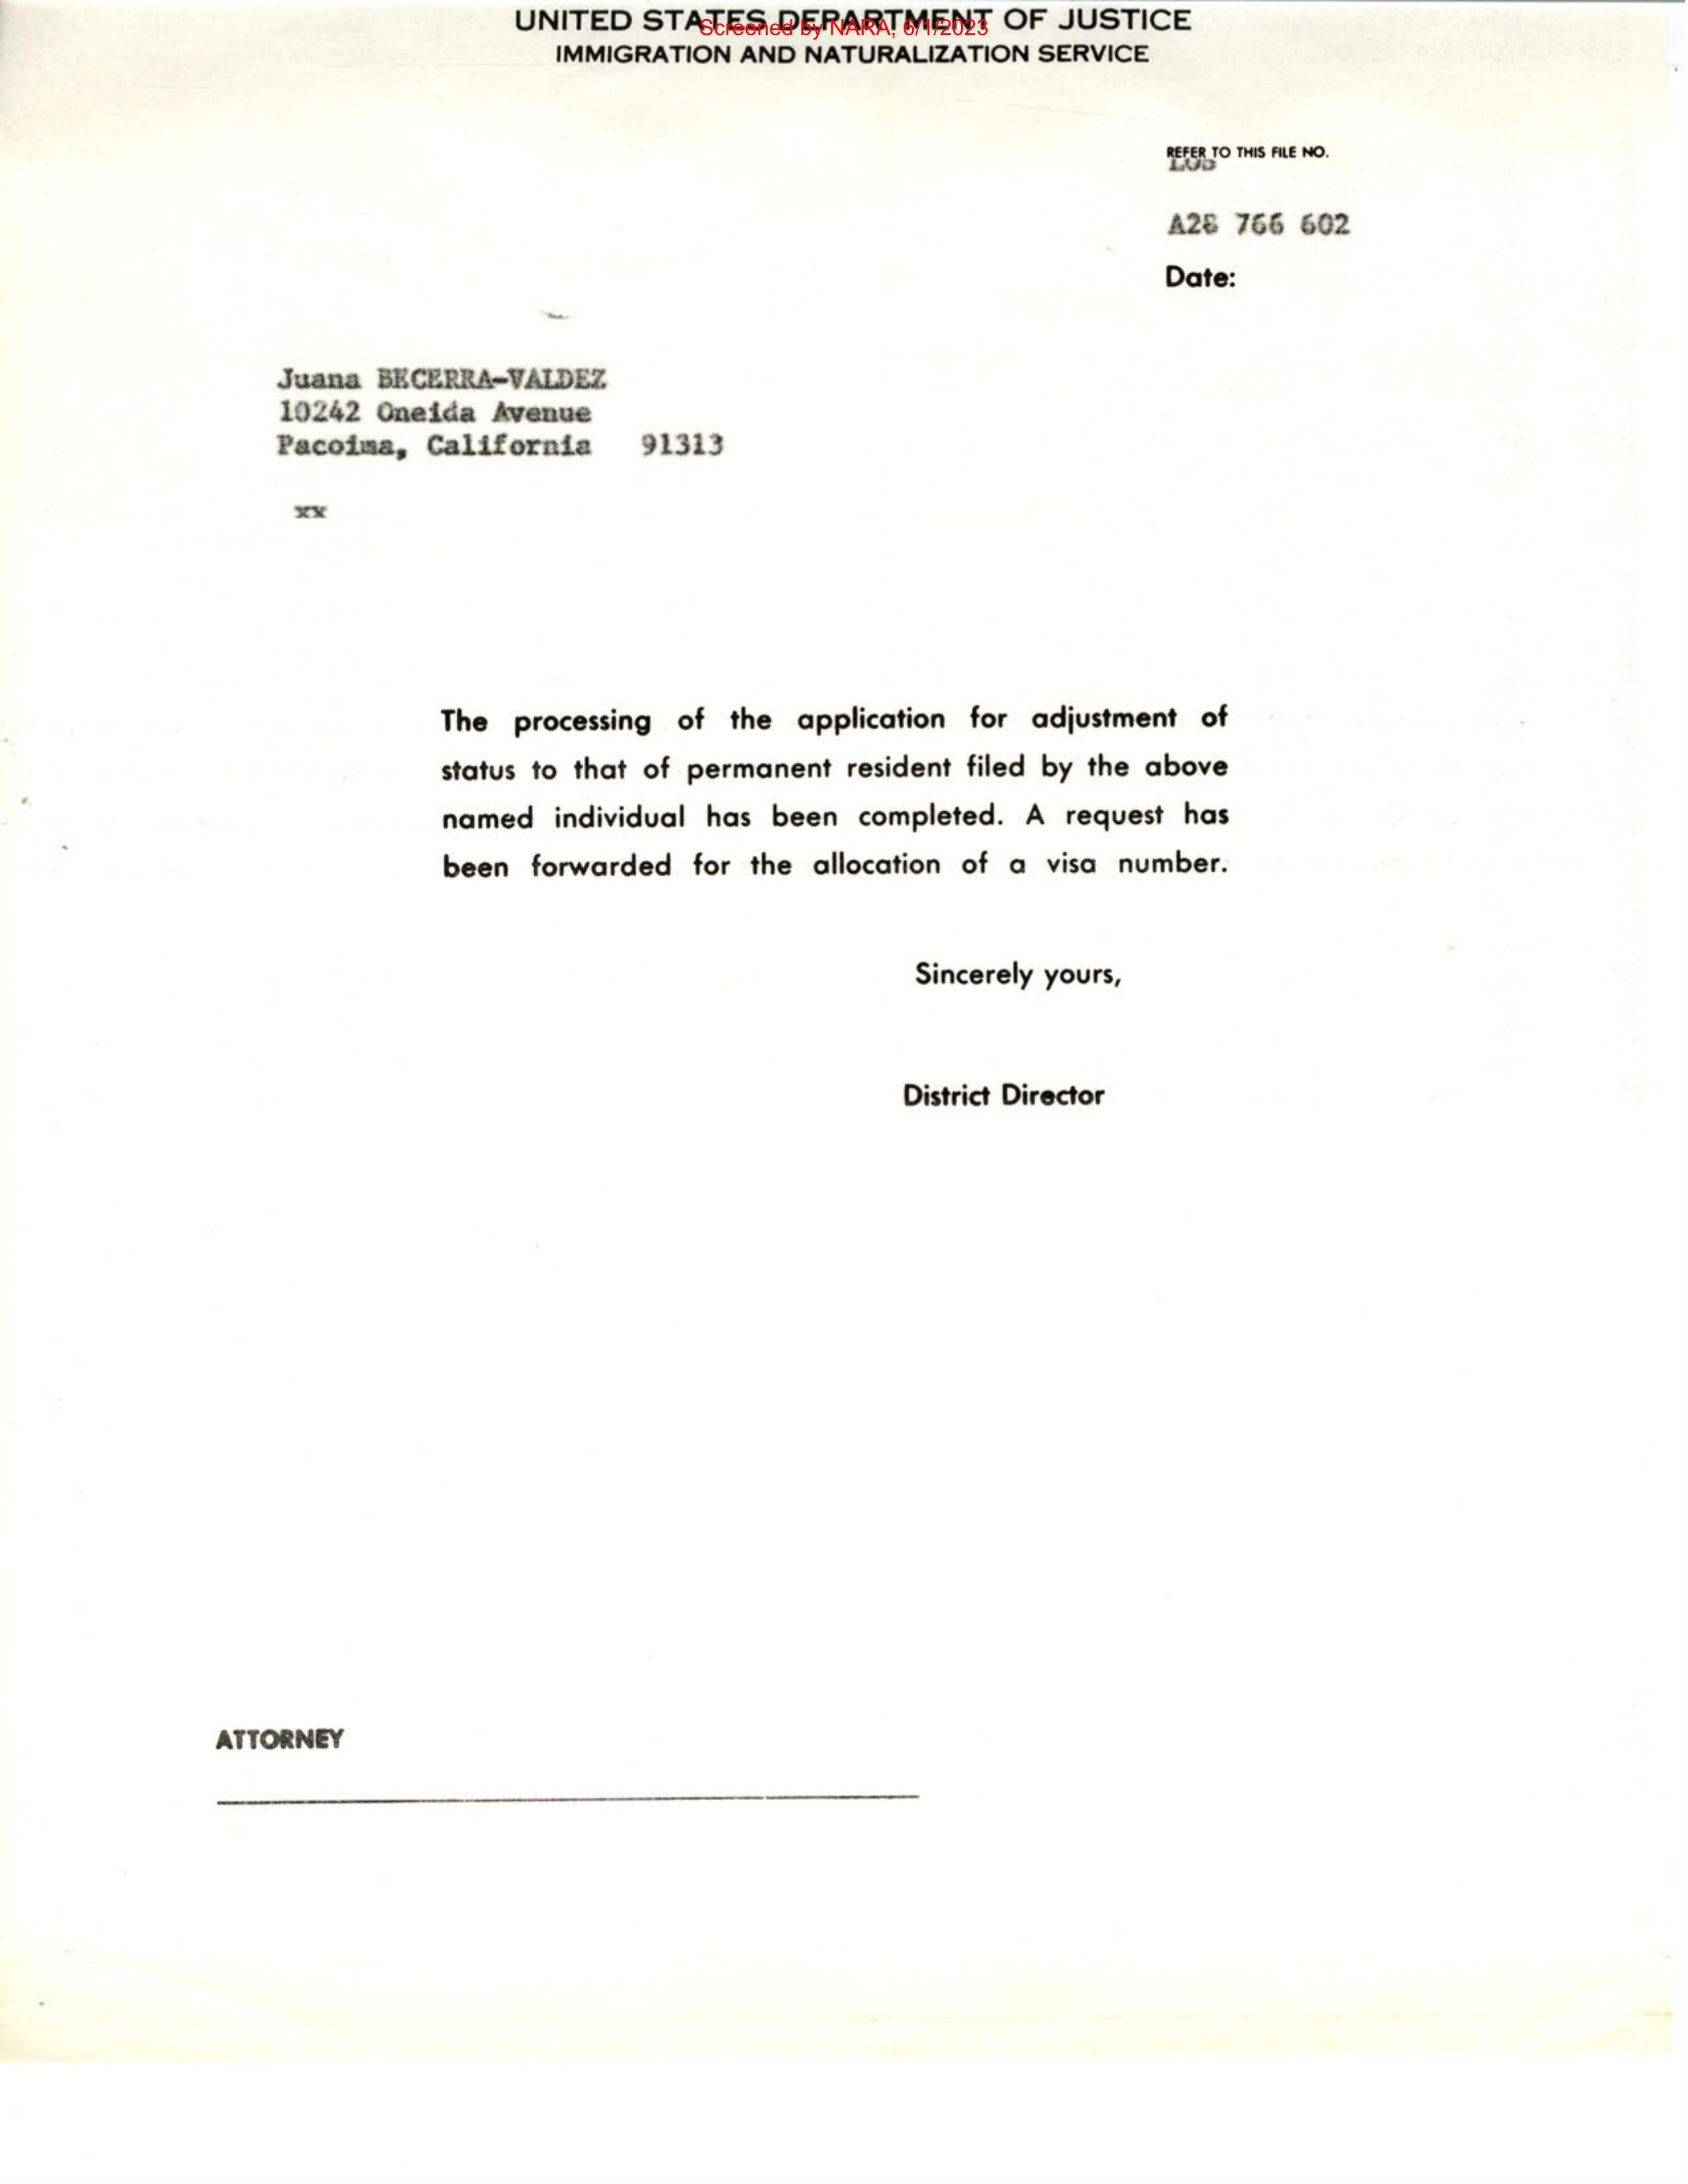 UNITED STATES DEPARTMENT OF JUSTICE
Screened by NARA, 6/1/2023
IMMIGRATION AND NATURALIZATION SERVICE
REFER TO THIS FILE NO.
A28 766 602
Date:
Juana BECERRA-VALDEZ
10242 Oneida Avenue
Pacoima, California 91313
xx
The processing of the application for adjustment of
status to that of permanent resident filed by the above
named individual has been completed. A request has
been forwarded for the allocation of a visa number.
Sincerely yours,
District Director
ATTORNEY